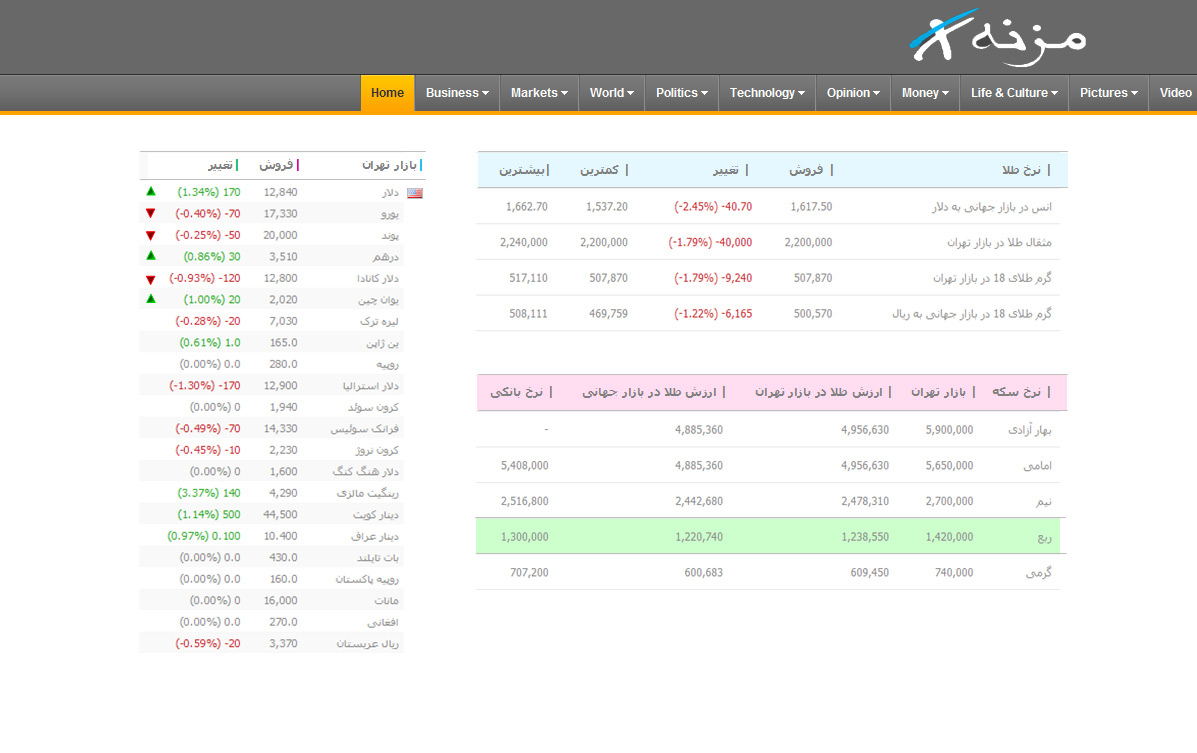 مزنه
Home Business Markets World Politics Technology Opinion Money Life & Culture Pictures Video
| نرخ طلا | فروش | تغییر | کمترین | بیشترین
انس در بازار جهانی به دلار 1,617.50 (-2.45%) -40.70 1,537.20 1,662.70
مثقال طلا در بازار تهران 2,200,000 (-1.79%) -40,000 2,200,000 2,240,000
گرم طلای 18 در بازار تهران 507,870 (-1.79%) -9,240 507,870 517,110
گرم طلای 18 در بازار جهانی به ریال 500,570 (-1.22%) -6,165 469,759 508,111
| نرخ سکه | بازار تهران | ارزش طلا در بازار تهران | ارزش طلا در بازار جهانی | نرخ بانکی
بهار آزادی 5,900,000 4,956,630 4,885,360 -
امامی 5,650,000 4,956,630 4,885,360 5,408,000
نیم 2,700,000 2,478,310 2,442,680 2,516,800
ربع 1,420,000 1,238,550 1,220,740 1,300,000
گرمی 740,000 609,450 600,683 707,200
| بازار تهران | فروش | تغییر
دلار 12,840 (1.34%) 170
یورو 17,330 (-0.40%) -70
پوند 20,000 (-0.25%) -50
درهم 3,510 (0.86%) 30
دلار کانادا 12,800 (-0.93%) -120
یوان چین 2,020 (1.00%) 20
لیره ترک 7,030 (-0.28%) -20
ین ژاپن 165.0 (0.61%) 1.0
روپیه 280.0 (0.00%) 0.0
دلار استرالیا 12,900 (-1.30%) -170
کرون سوئد 1,940 (0.00%) 0
فرانک سوئیس 14,330 (-0.49%) -70
کرون نروژ 2,230 (-0.45%) -10
دلار هنگ کنگ 1,600 (0.00%) 0
رینگیت مالزی 4,290 (3.37%) 140
دینار کویت 44,500 (1.14%) 500
دینار عراق 10.400 (0.97%) 0.100
بات تایلند 430.0 (0.00%) 0.0
روپیه پاکستان 160.0 (0.00%) 0.0
مانات 16,000 (0.00%) 0
افغانی 270.0 (0.00%) 0.0
ریال عربستان 3,370 (-0.59%) -20